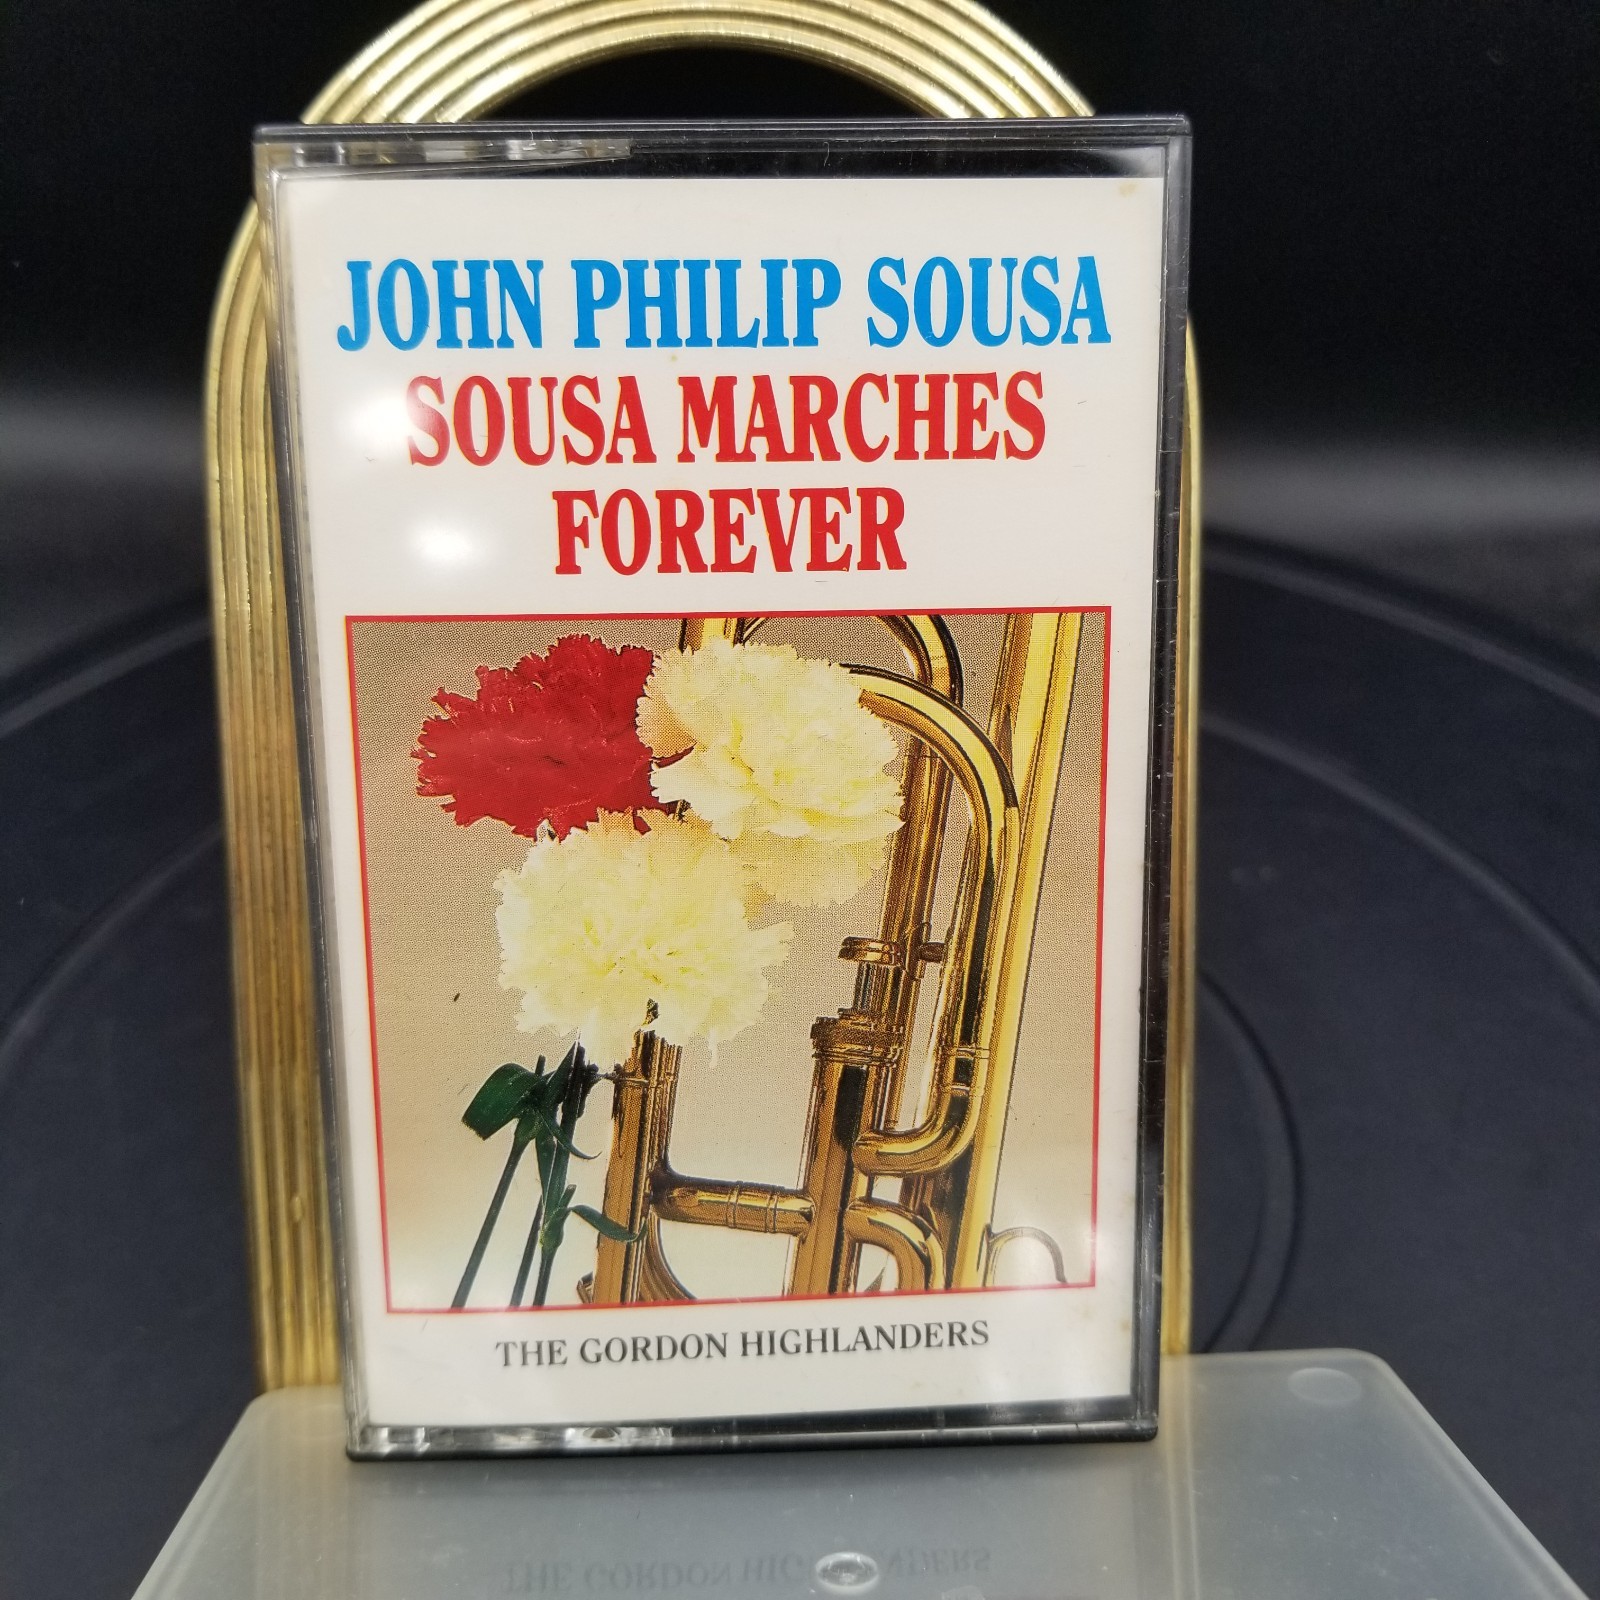 JOHN PHILIP SOUSA
SOUSA MARCHES
FOREVER
THE GORDON HIGHLANDERS